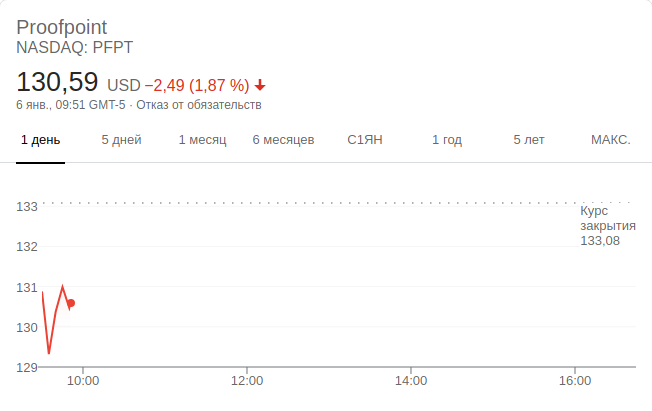 Proofpoint
NASDAQ: PFPT
130,59 USD −2,49 (1,87 %)
6 янв., 09:51 GMT-5 · Отказ от обязательств
1 день 5 дней 1 месяц 6 месяцев С1ЯН 1 год 5 лет МАКС.
133
Курс
закрытия
133,08
132
131
130
129
10:00 12:00 14:00 16:00